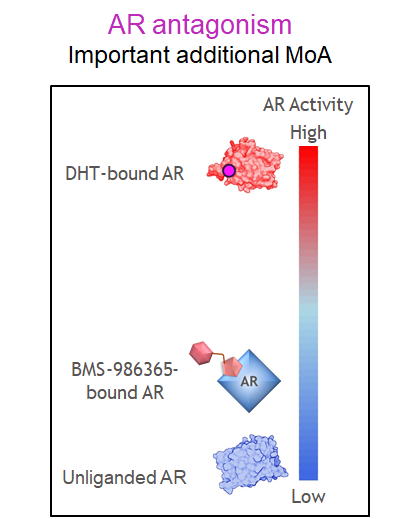 AR antagonism
Important additional MoA
AR Activity
High
DHT-bound AR
BMS-986365-
bound AR
AR
Unliganded AR
Low